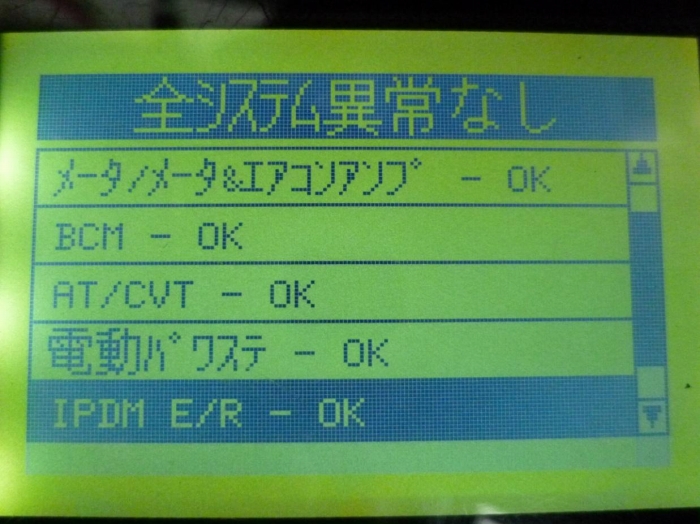 全システム異常なし
メータ/メータ&エアコンアンプ - OK
BCM - OK
AT/CVT - OK
電動パワステ - OK
IPDM E/R - OK